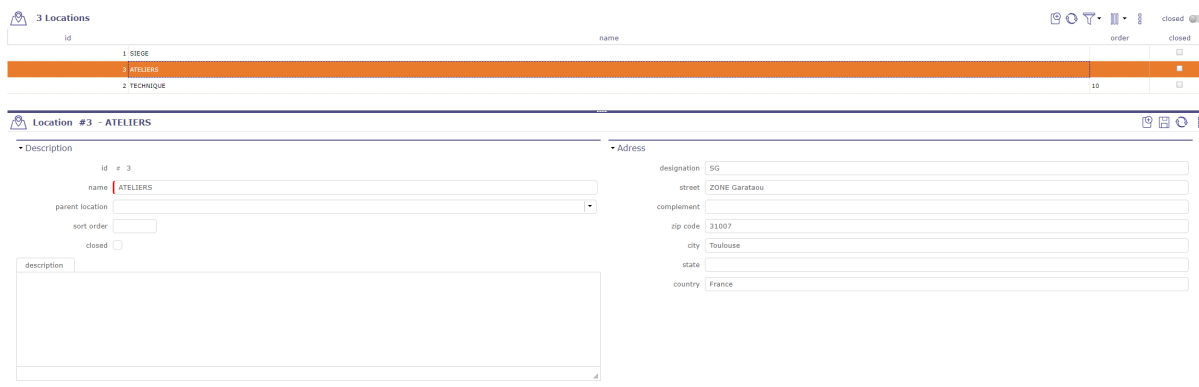 3 Locations closed
id name order closed
1 SIEGE
3 ATELIERS
2 TECHNIQUE 10
Location #3 - ATELIERS
Description
id # 3
name ATELIERS
parent location
sort order
closed
description
Adress
designation SG
street ZONE Garataou
complement
zip code 31007
city Toulouse
state
country France